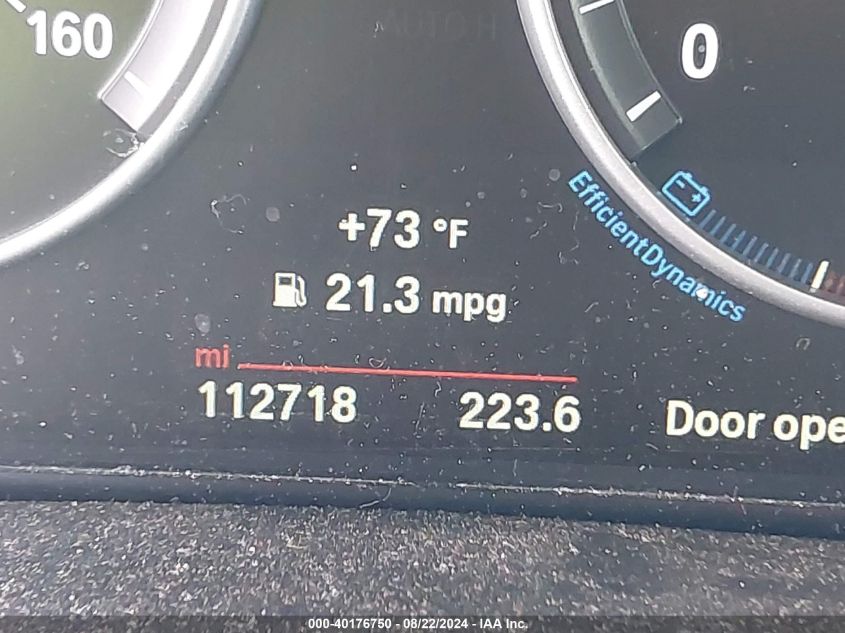 160
0
EfficientDynamics
+73 °F
21.3 mpg
mi
112718 223.6 Door ope
000-40176750 - 08/22/2024 - IAA Inc.